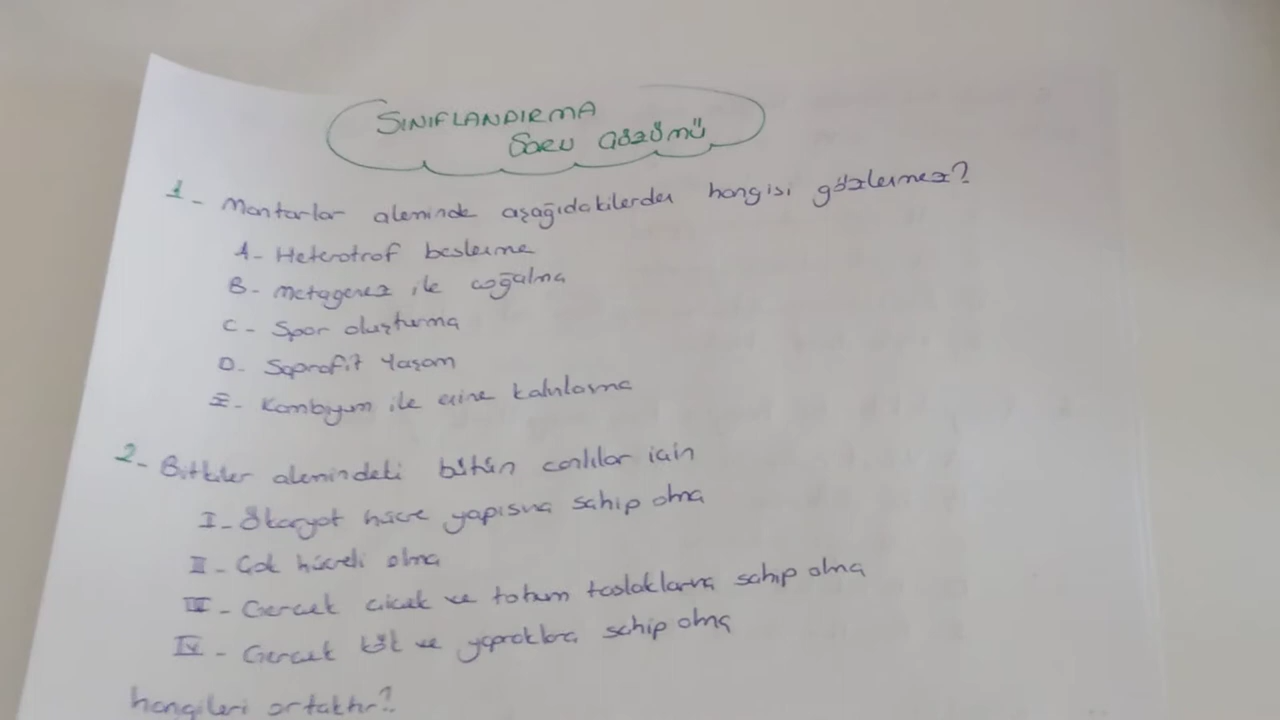 SINIFLANDIRMA
SORU ÇÖZÜMÜ
1- Mantarlar aleminde aşağıdakilerden hangisi gözlenmez?
A- Heterotrof beslenme
B- Metagenez ile çoğalma
C- Spor oluşturma
D- Saprofit Yaşam
E- Kambiyum ile enine kalınlaşma
2- Bitkiler alemindeki bütün canlılar için
I- Ökaryot hücre yapısına sahip olma
II- Çok hücreli olma
III- Gerçek çiçek ve tohum taslaklarına sahip olma
IV- Gerçek kök ve yapraklara sahip olma
hangileri ortaktır?